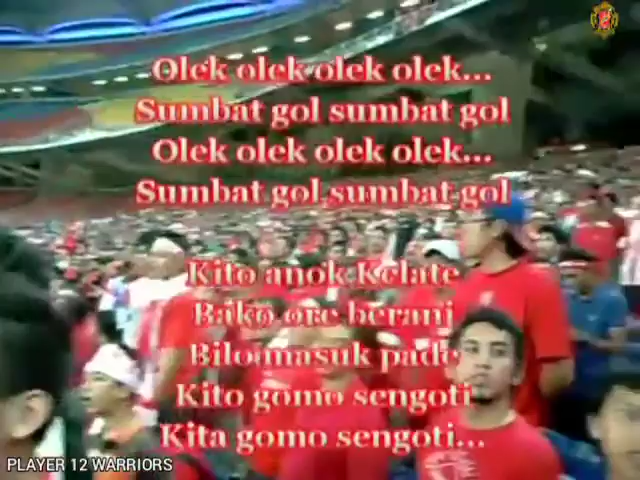 Olek olek olek olek...
Sumbat gol sumbat gol
Olek olek olek olek...
Sumbat gol sumbat gol
Kito anok Kelate
Bako ore berani
Bilo masuk pade
Kito gomo sengoti
Kita gomo sengoti...
PLAYER 12 WARRIORS